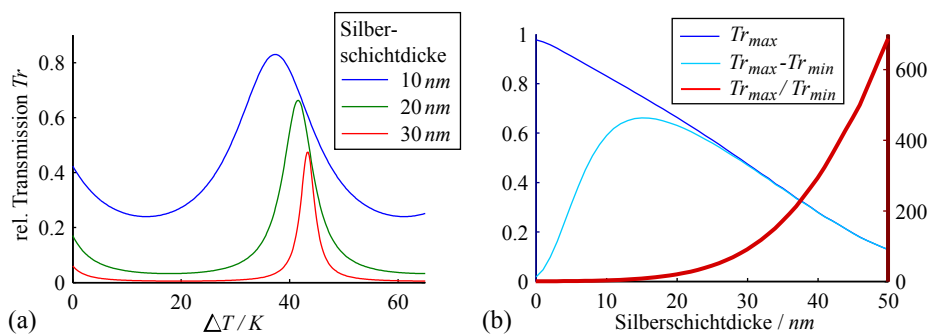 rel. Transmission Tr
0.8
0.6
0.4
0.2
0
0
20
40
60
ΔT / K
(a)
Silber-
schichtdicke
10 nm
20 nm
30 nm
1
0.8
0.6
0.4
0.2
0
0
10
20
30
40
50
Silberschichtdicke / nm
(b)
Tr_max
Tr_max-Tr_min
Tr_max/Tr_min
600
400
200
0